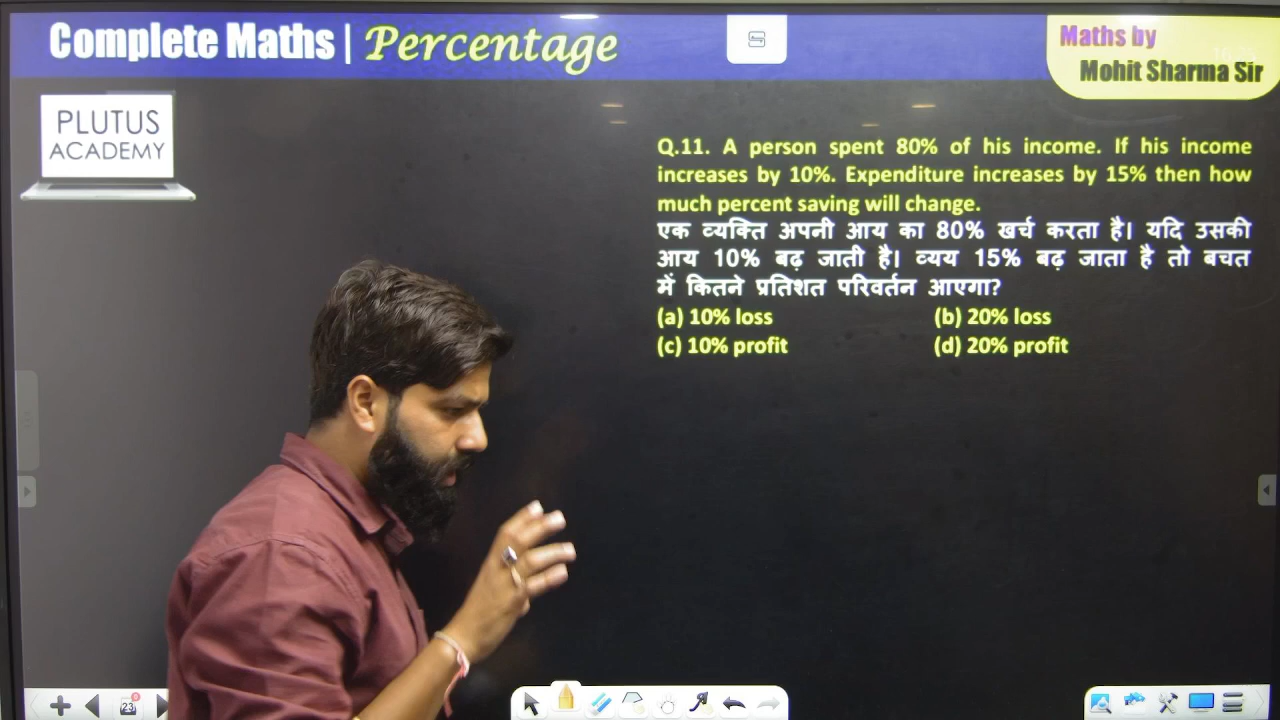 Complete Maths | Percentage
Maths by
Mohit Sharma Sir
PLUTUS
ACADEMY
Q.11. A person spent 80% of his income. If his income
increases by 10%. Expenditure increases by 15% then how
much percent saving will change.
एक व्यक्ति अपनी आय का 80% खर्च करता है। यदि उसकी
आय 10% बढ़ जाती है। व्यय 15% बढ़ जाता है तो बचत
में कितने प्रतिशत परिवर्तन आएगा?
(a) 10% loss (b) 20% loss
(c) 10% profit (d) 20% profit
23